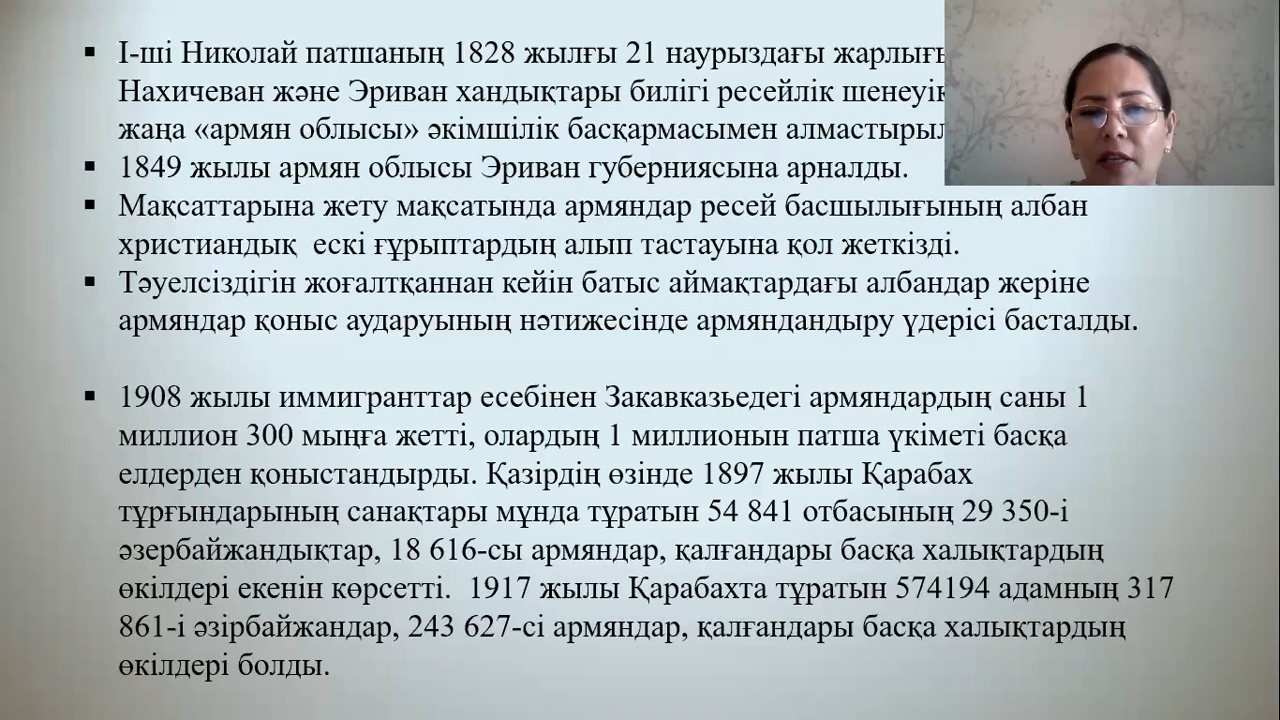 І-ші Николай патшаның 1828 жылғы 21 наурыздағы
Нахичеван және Эриван хандықтары билігі ресейлік
жаңа «армян облысы» әкімшілік басқармасымен
1849 жылы армян облысы Эриван губерниясына арналды.
Мақсаттарына жету мақсатында армяндар ресей басшылығының албан
христиандық ескі ғұрыптардың алып тастауына қол жеткізді.
Тәуелсіздігін жоғалтқаннан кейін батыс аймақтардағы албандар жеріне
армяндар қоныс аударуының нәтижесінде армяндандыру үдерісі басталды.
1908 жылы иммигранттар есебінен Закавказьедегі армяндардың саны 1
миллион 300 мыңға жетті, олардың 1 миллионын патша үкіметі басқа
елдерден қоныстандырды. Қазірдің өзінде 1897 жылы Қарабах
тұрғындарының санақтары мұнда тұратын 54 841 отбасының 29 350-і
әзербайжандықтар, 18 616-сы армяндар, қалғандары басқа халықтардың
өкілдері екенін көрсетті. 1917 жылы Қарабахта тұратын 574194 адамның 317
861-і әзірбайжандар, 243 627-сі армяндар, қалғандары басқа халықтардың
өкілдері болды.